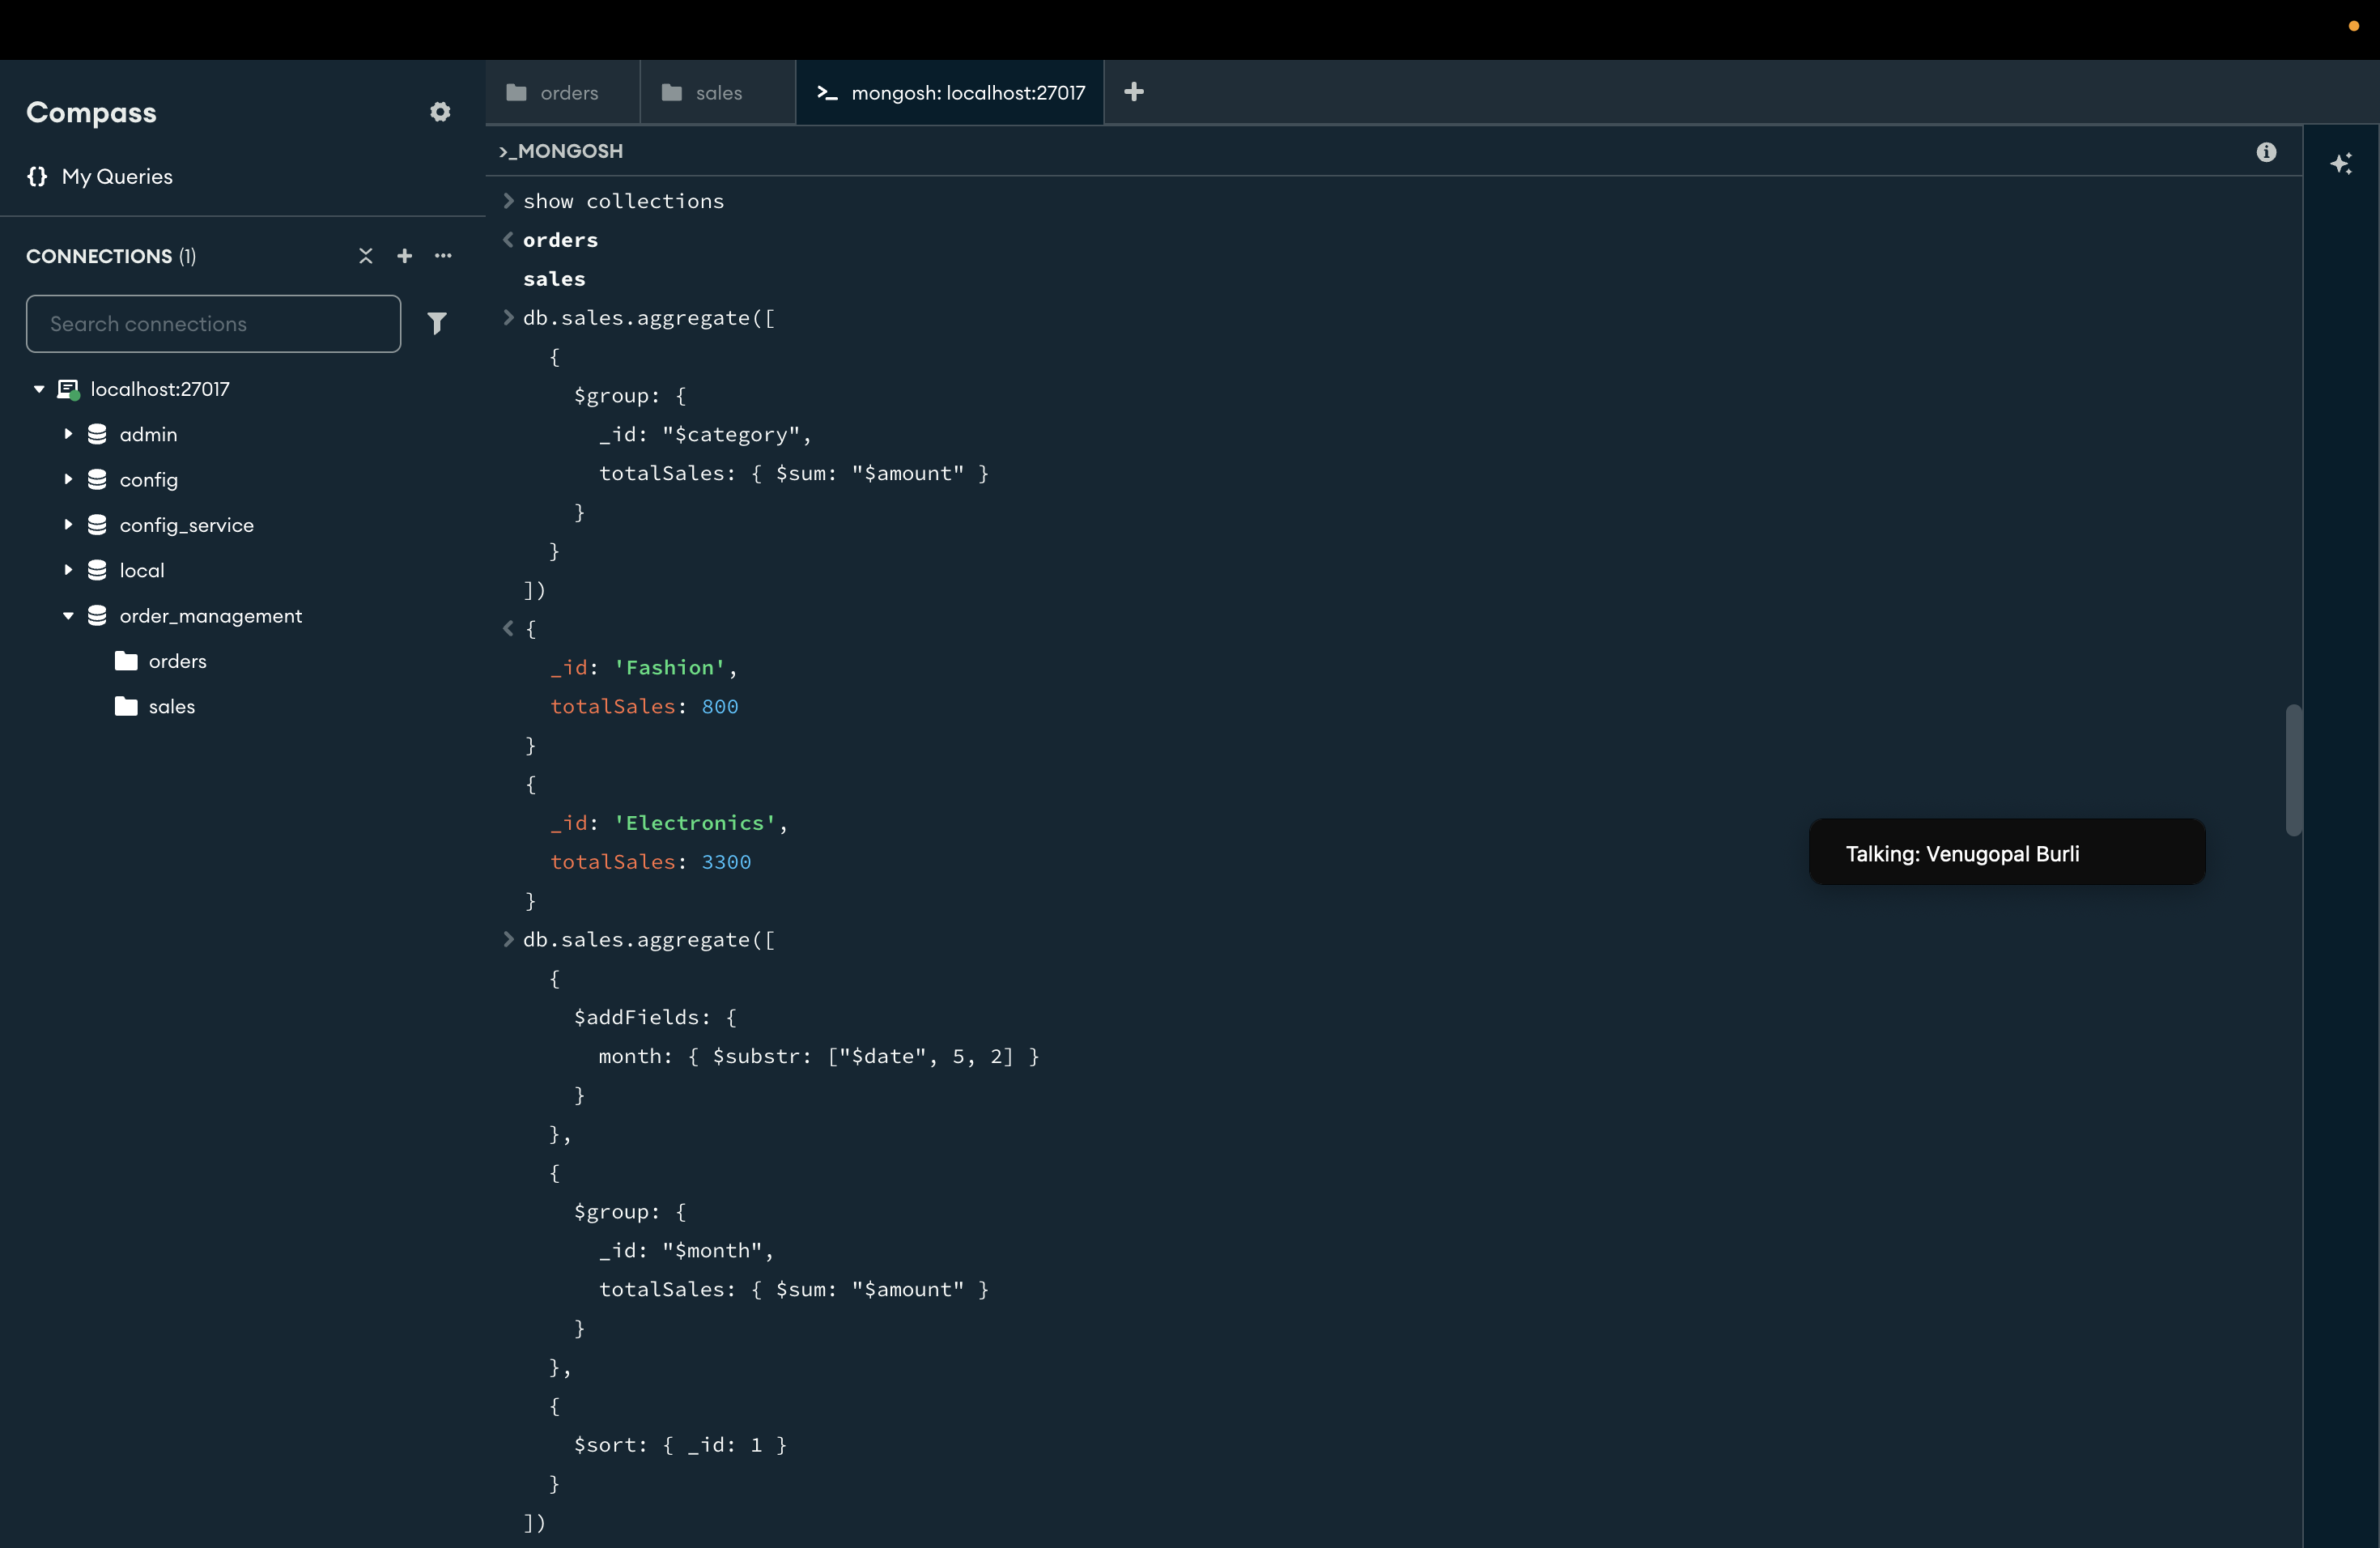 Compass
My Queries
CONNECTIONS (1)
Search connections
localhost:27017
admin
config
config_service
local
order_management
orders
sales
orders
sales
>_ mongosh: localhost:27017
>_MONGOSH
> show collections
< orders
sales
> db.sales.aggregate([
{
$group: {
_id: "$category",
totalSales: { $sum: "$amount" }
}
}
])
< {
_id: 'Fashion',
totalSales: 800
}
{
_id: 'Electronics',
totalSales: 3300
}
> db.sales.aggregate([
{
$addFields: {
month: { $substr: ["$date", 5, 2] }
}
},
{
$group: {
_id: "$month",
totalSales: { $sum: "$amount" }
}
},
{
$sort: { _id: 1 }
}
])
Talking: Venugopal Burli